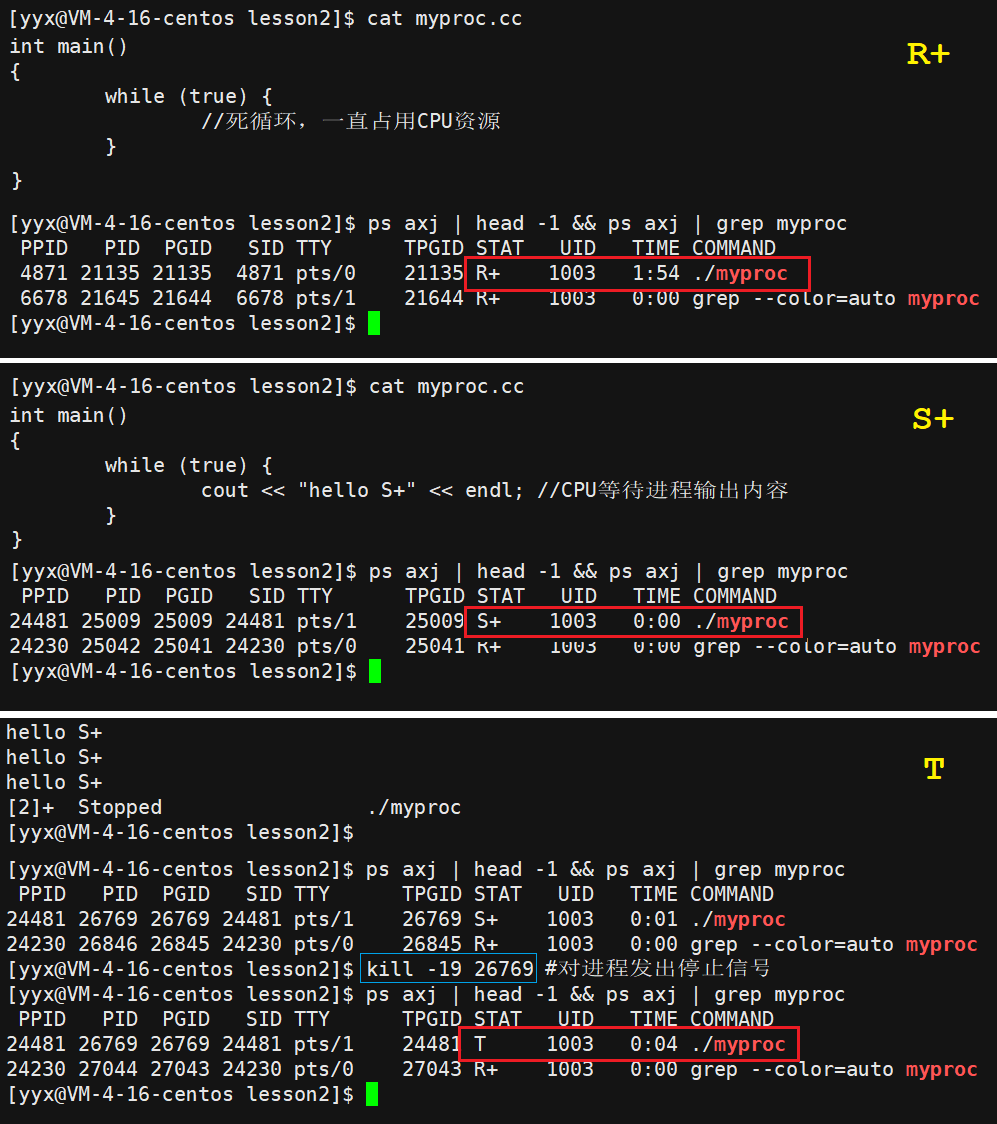 [yyx@VM-4-16-centos lesson2]$ cat myproc.cc
int main()
R+
{
        while (true) {
                //死循环，一直占用CPU资源
        }
}
[yyx@VM-4-16-centos lesson2]$ ps axj | head -1 && ps axj | grep myproc
 PPID   PID  PGID   SID TTY      TPGID STAT   UID   TIME COMMAND
 4871 21135 21135  4871 pts/0    21135 R+    1003   1:54 ./myproc
 6678 21645 21644  6678 pts/1    21644 R+    1003   0:00 grep --color=auto myproc
[yyx@VM-4-16-centos lesson2]$
[yyx@VM-4-16-centos lesson2]$ cat myproc.cc
int main()
S+
{
        while (true) {
                cout << "hello S+" << endl; //CPU等待进程输出内容
        }
}
[yyx@VM-4-16-centos lesson2]$ ps axj | head -1 && ps axj | grep myproc
 PPID   PID  PGID   SID TTY      TPGID STAT   UID   TIME COMMAND
24481 25009 25009 24481 pts/1    25009 S+    1003   0:00 ./myproc
24230 25042 25041 24230 pts/0    25041 R+    1003   0:00 grep --color=auto myproc
[yyx@VM-4-16-centos lesson2]$
hello S+
hello S+
T
hello S+
[2]+  Stopped                 ./myproc
[yyx@VM-4-16-centos lesson2]$
[yyx@VM-4-16-centos lesson2]$ ps axj | head -1 && ps axj | grep myproc
 PPID   PID  PGID   SID TTY      TPGID STAT   UID   TIME COMMAND
24481 26769 26769 24481 pts/1    26769 S+    1003   0:01 ./myproc
24230 26846 26845 24230 pts/0    26845 R+    1003   0:00 grep --color=auto myproc
[yyx@VM-4-16-centos lesson2]$ kill -19 26769 #对进程发出停止信号
[yyx@VM-4-16-centos lesson2]$ ps axj | head -1 && ps axj | grep myproc
 PPID   PID  PGID   SID TTY      TPGID STAT   UID   TIME COMMAND
24481 26769 26769 24481 pts/1    24481 T     1003   0:04 ./myproc
24230 27044 27043 24230 pts/0    27043 R+    1003   0:00 grep --color=auto myproc
[yyx@VM-4-16-centos lesson2]$